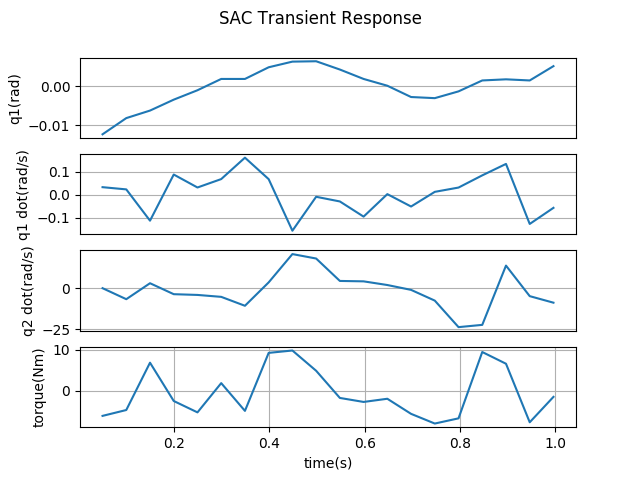 SAC Transient Response
q1(rad)
0.00
−0.01
q1 dot(rad/s)
0.1
0.0
−0.1
q2 dot(rad/s)
0
−25
torque(Nm)
10
0
0.2 0.4 0.6 0.8 1.0
time(s)